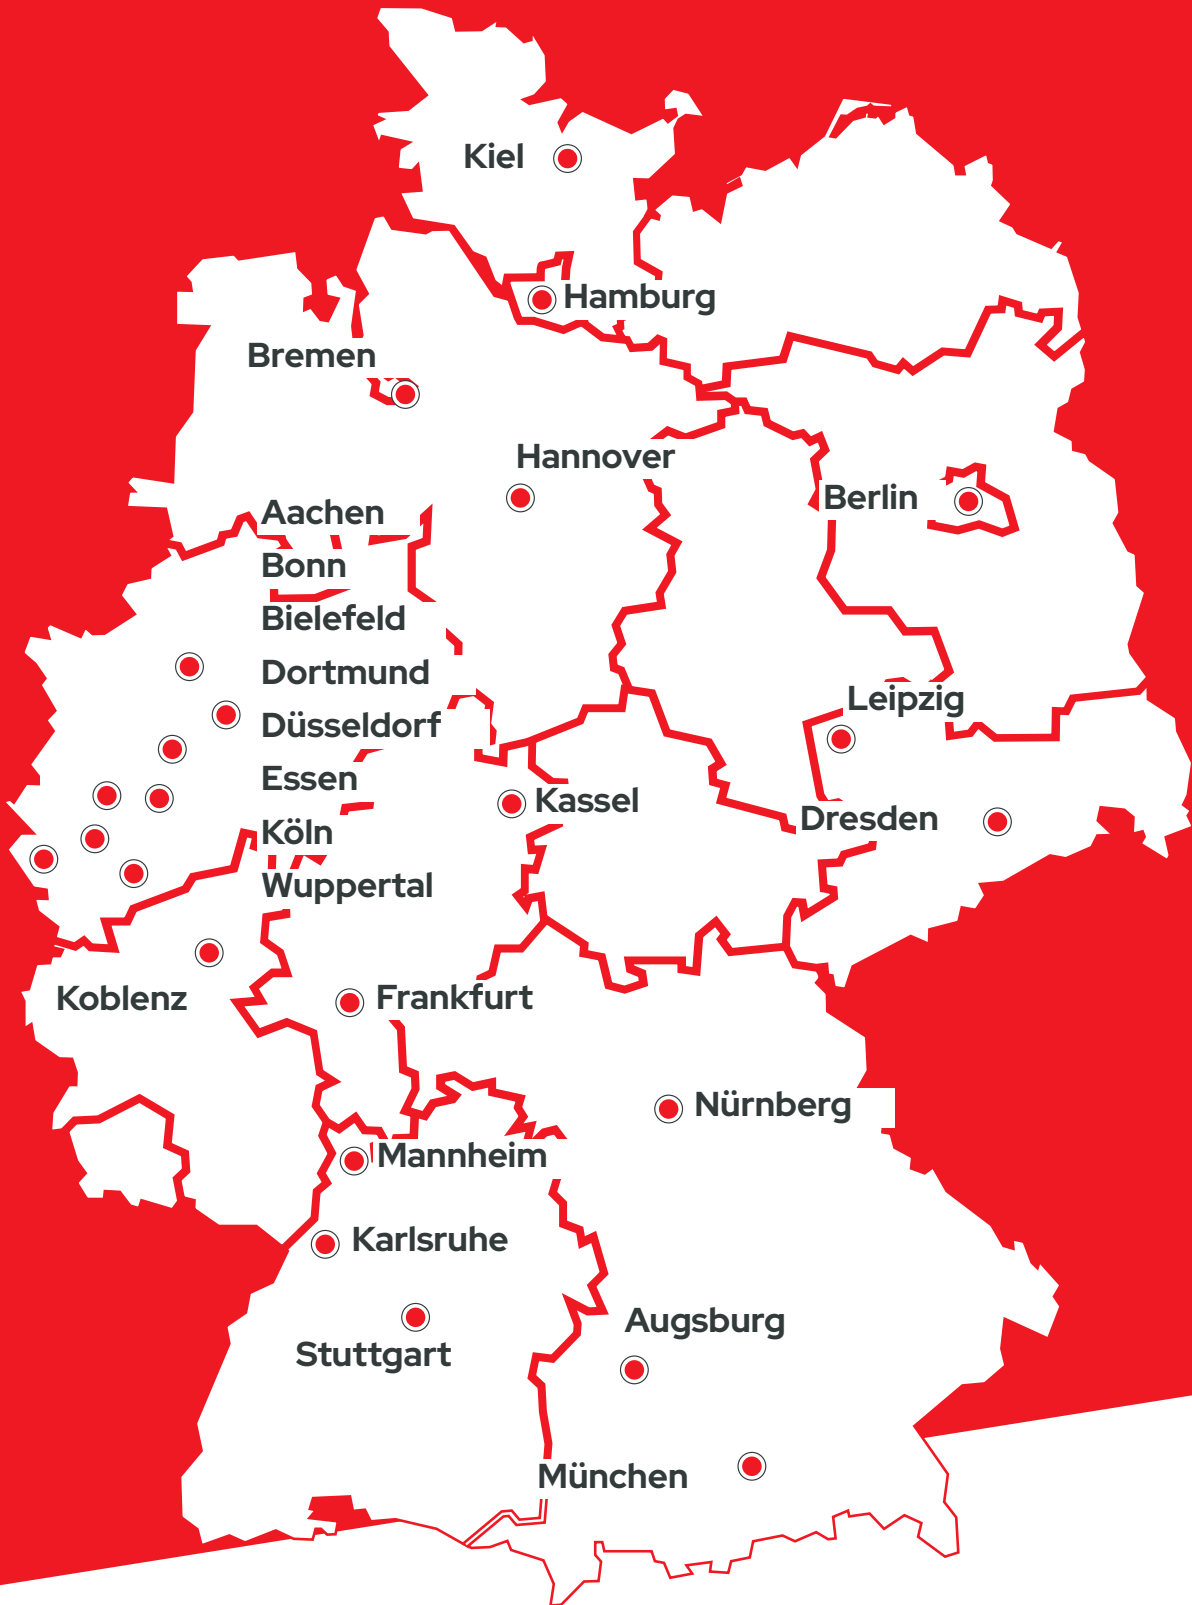 Kiel
Hamburg
Bremen
Hannover
Berlin
Aachen
Bonn
Bielefeld
Dortmund
Leipzig
Düsseldorf
Essen
Kassel
Dresden
Köln
Wuppertal
Koblenz
Frankfurt
Nürnberg
Mannheim
Karlsruhe
Augsburg
Stuttgart
München